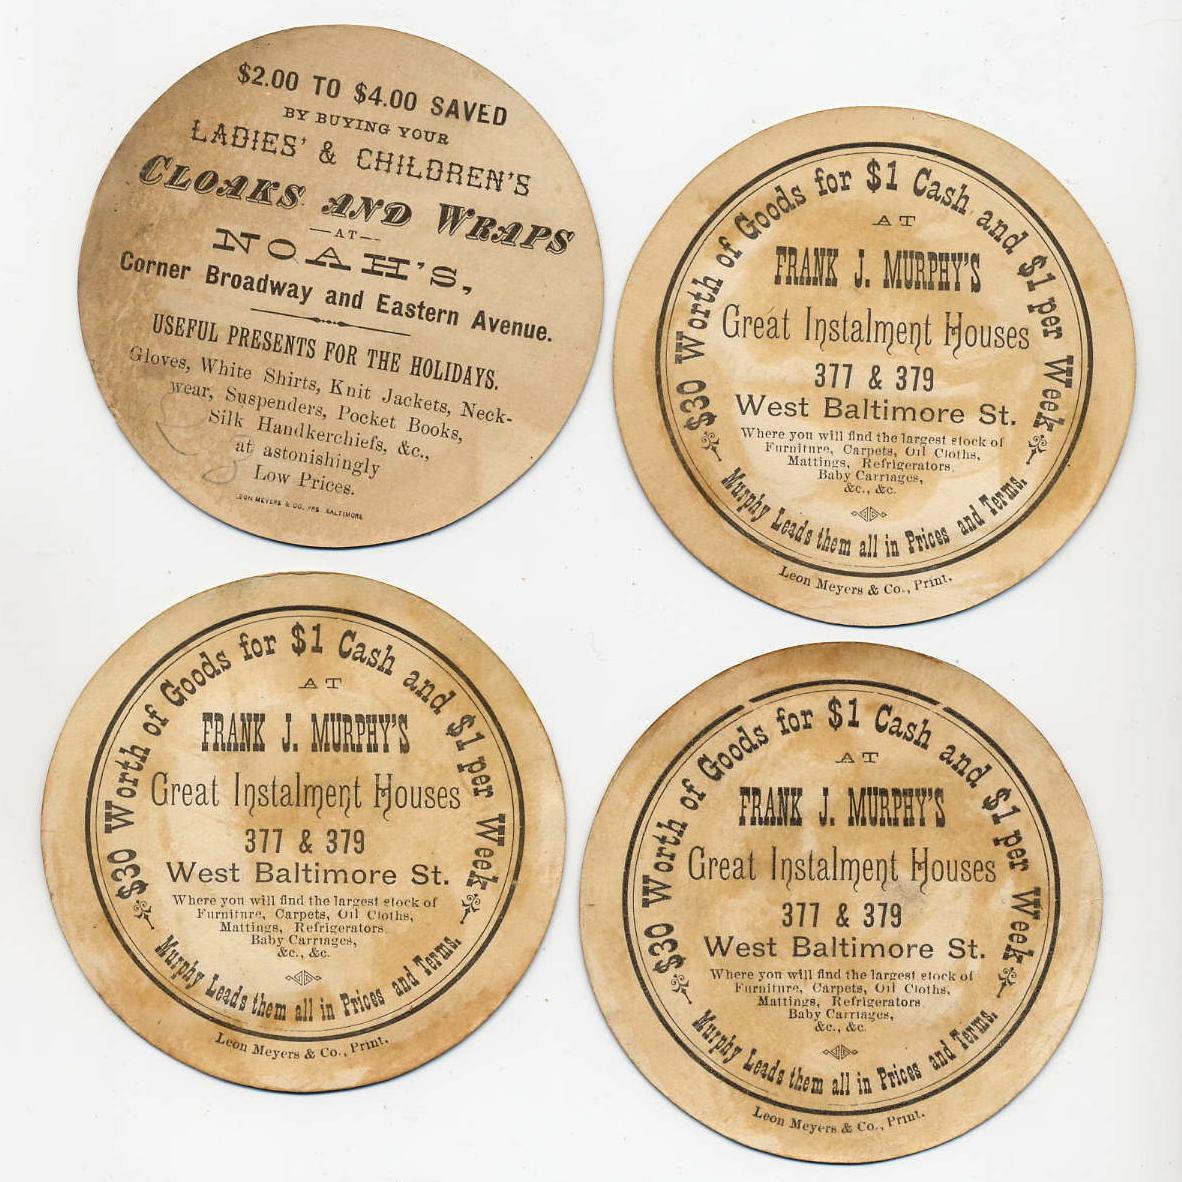 $2.00 TO $4.00 SAVED
BY BUYING YOUR
LADIES' & CHILDREN'S
CLOAKS AND WRAPS
—AT—
NOAH'S,
Corner Broadway and Eastern Avenue.
USEFUL PRESENTS FOR THE HOLIDAYS.
Gloves, White Shirts, Knit Jackets, Neck-
wear, Suspenders, Pocket Books,
Silk Handkerchiefs, &c.,
at astonishingly
Low Prices.
LEON MEYERS & CO. PRS. BALTIMORE
$30 Worth of Goods for $1 Cash and $1 per Week
AT
FRANK J. MURPHY'S
Great Instalment Houses
377 & 379
West Baltimore St.
Where you will find the largest stock of
Furniture, Carpets, Oil Cloths,
Mattings, Refrigerators
Baby Carriages,
&c., &c.
Murphy Leads them all in Prices and Terms.
Leon Meyers & Co., Print.
$30 Worth of Goods for $1 Cash and $1 per Week
AT
FRANK J. MURPHY'S
Great Instalment Houses
377 & 379
West Baltimore St.
Where you will find the largest stock of
Furniture, Carpets, Oil Cloths,
Mattings, Refrigerators
Baby Carriages,
&c., &c.
Murphy Leads them all in Prices and Terms.
Leon Meyers & Co., Print.
$30 Worth of Goods for $1 Cash and $1 per Week
AT
FRANK J. MURPHY'S
Great Instalment Houses
377 & 379
West Baltimore St.
Where you will find the largest stock of
Furniture, Carpets, Oil Cloths,
Mattings, Refrigerators
Baby Carriages,
&c., &c.
Murphy Leads them all in Prices and Terms.
Leon Meyers & Co., Print.